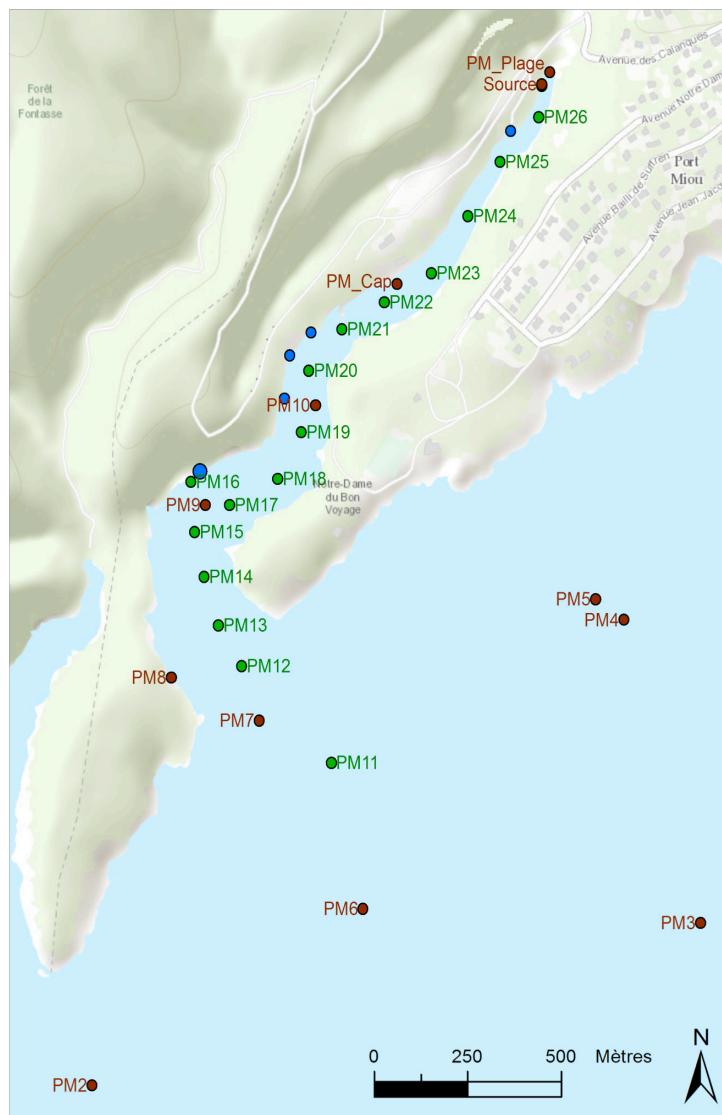 PM_Plage
Source
Avenue des Calanques
Forêt
de la
Fontasse
PM26
Avenue Notre Dame
PM25
Port
Miou
Avenue Bailli de Suffren
Avenue Jean Jacq
PM24
PM23
PM_Cap
PM22
PM21
PM20
PM10
PM19
PM18
PM16
Notre-Dame
du Bon
Voyage
PM9
PM17
PM15
PM14
PM5
PM4
PM13
PM12
PM8
PM7
PM11
PM6
PM3
N
0 250 500 Mètres
PM2